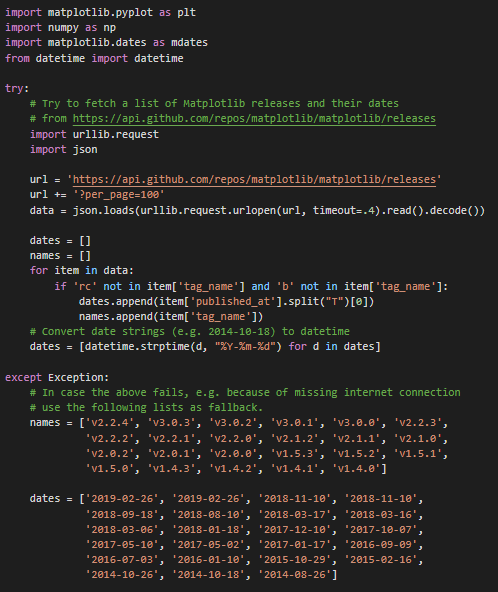 import matplotlib.pyplot as plt
import numpy as np
import matplotlib.dates as mdates
from datetime import datetime

try:
    # Try to fetch a list of Matplotlib releases and their dates
    # from https://api.github.com/repos/matplotlib/matplotlib/releases
    import urllib.request
    import json

    url = 'https://api.github.com/repos/matplotlib/matplotlib/releases'
    url += '?per_page=100'
    data = json.loads(urllib.request.urlopen(url, timeout=.4).read().decode())

    dates = []
    names = []
    for item in data:
        if 'rc' not in item['tag_name'] and 'b' not in item['tag_name']:
            dates.append(item['published_at'].split("T")[0])
            names.append(item['tag_name'])
    # Convert date strings (e.g. 2014-10-18) to datetime
    dates = [datetime.strptime(d, "%Y-%m-%d") for d in dates]

except Exception:
    # In case the above fails, e.g. because of missing internet connection
    # use the following lists as fallback.
    names = ['v2.2.4', 'v3.0.3', 'v3.0.2', 'v3.0.1', 'v3.0.0', 'v2.2.3',
             'v2.2.2', 'v2.2.1', 'v2.2.0', 'v2.1.2', 'v2.1.1', 'v2.1.0',
             'v2.0.2', 'v2.0.1', 'v2.0.0', 'v1.5.3', 'v1.5.2', 'v1.5.1',
             'v1.5.0', 'v1.4.3', 'v1.4.2', 'v1.4.1', 'v1.4.0']

    dates = ['2019-02-26', '2019-02-26', '2018-11-10', '2018-11-10',
             '2018-09-18', '2018-08-10', '2018-03-17', '2018-03-16',
             '2018-03-06', '2018-01-18', '2017-12-10', '2017-10-07',
             '2017-05-10', '2017-05-02', '2017-01-17', '2016-09-09',
             '2016-07-03', '2016-01-10', '2015-10-29', '2015-02-16',
             '2014-10-26', '2014-10-18', '2014-08-26']